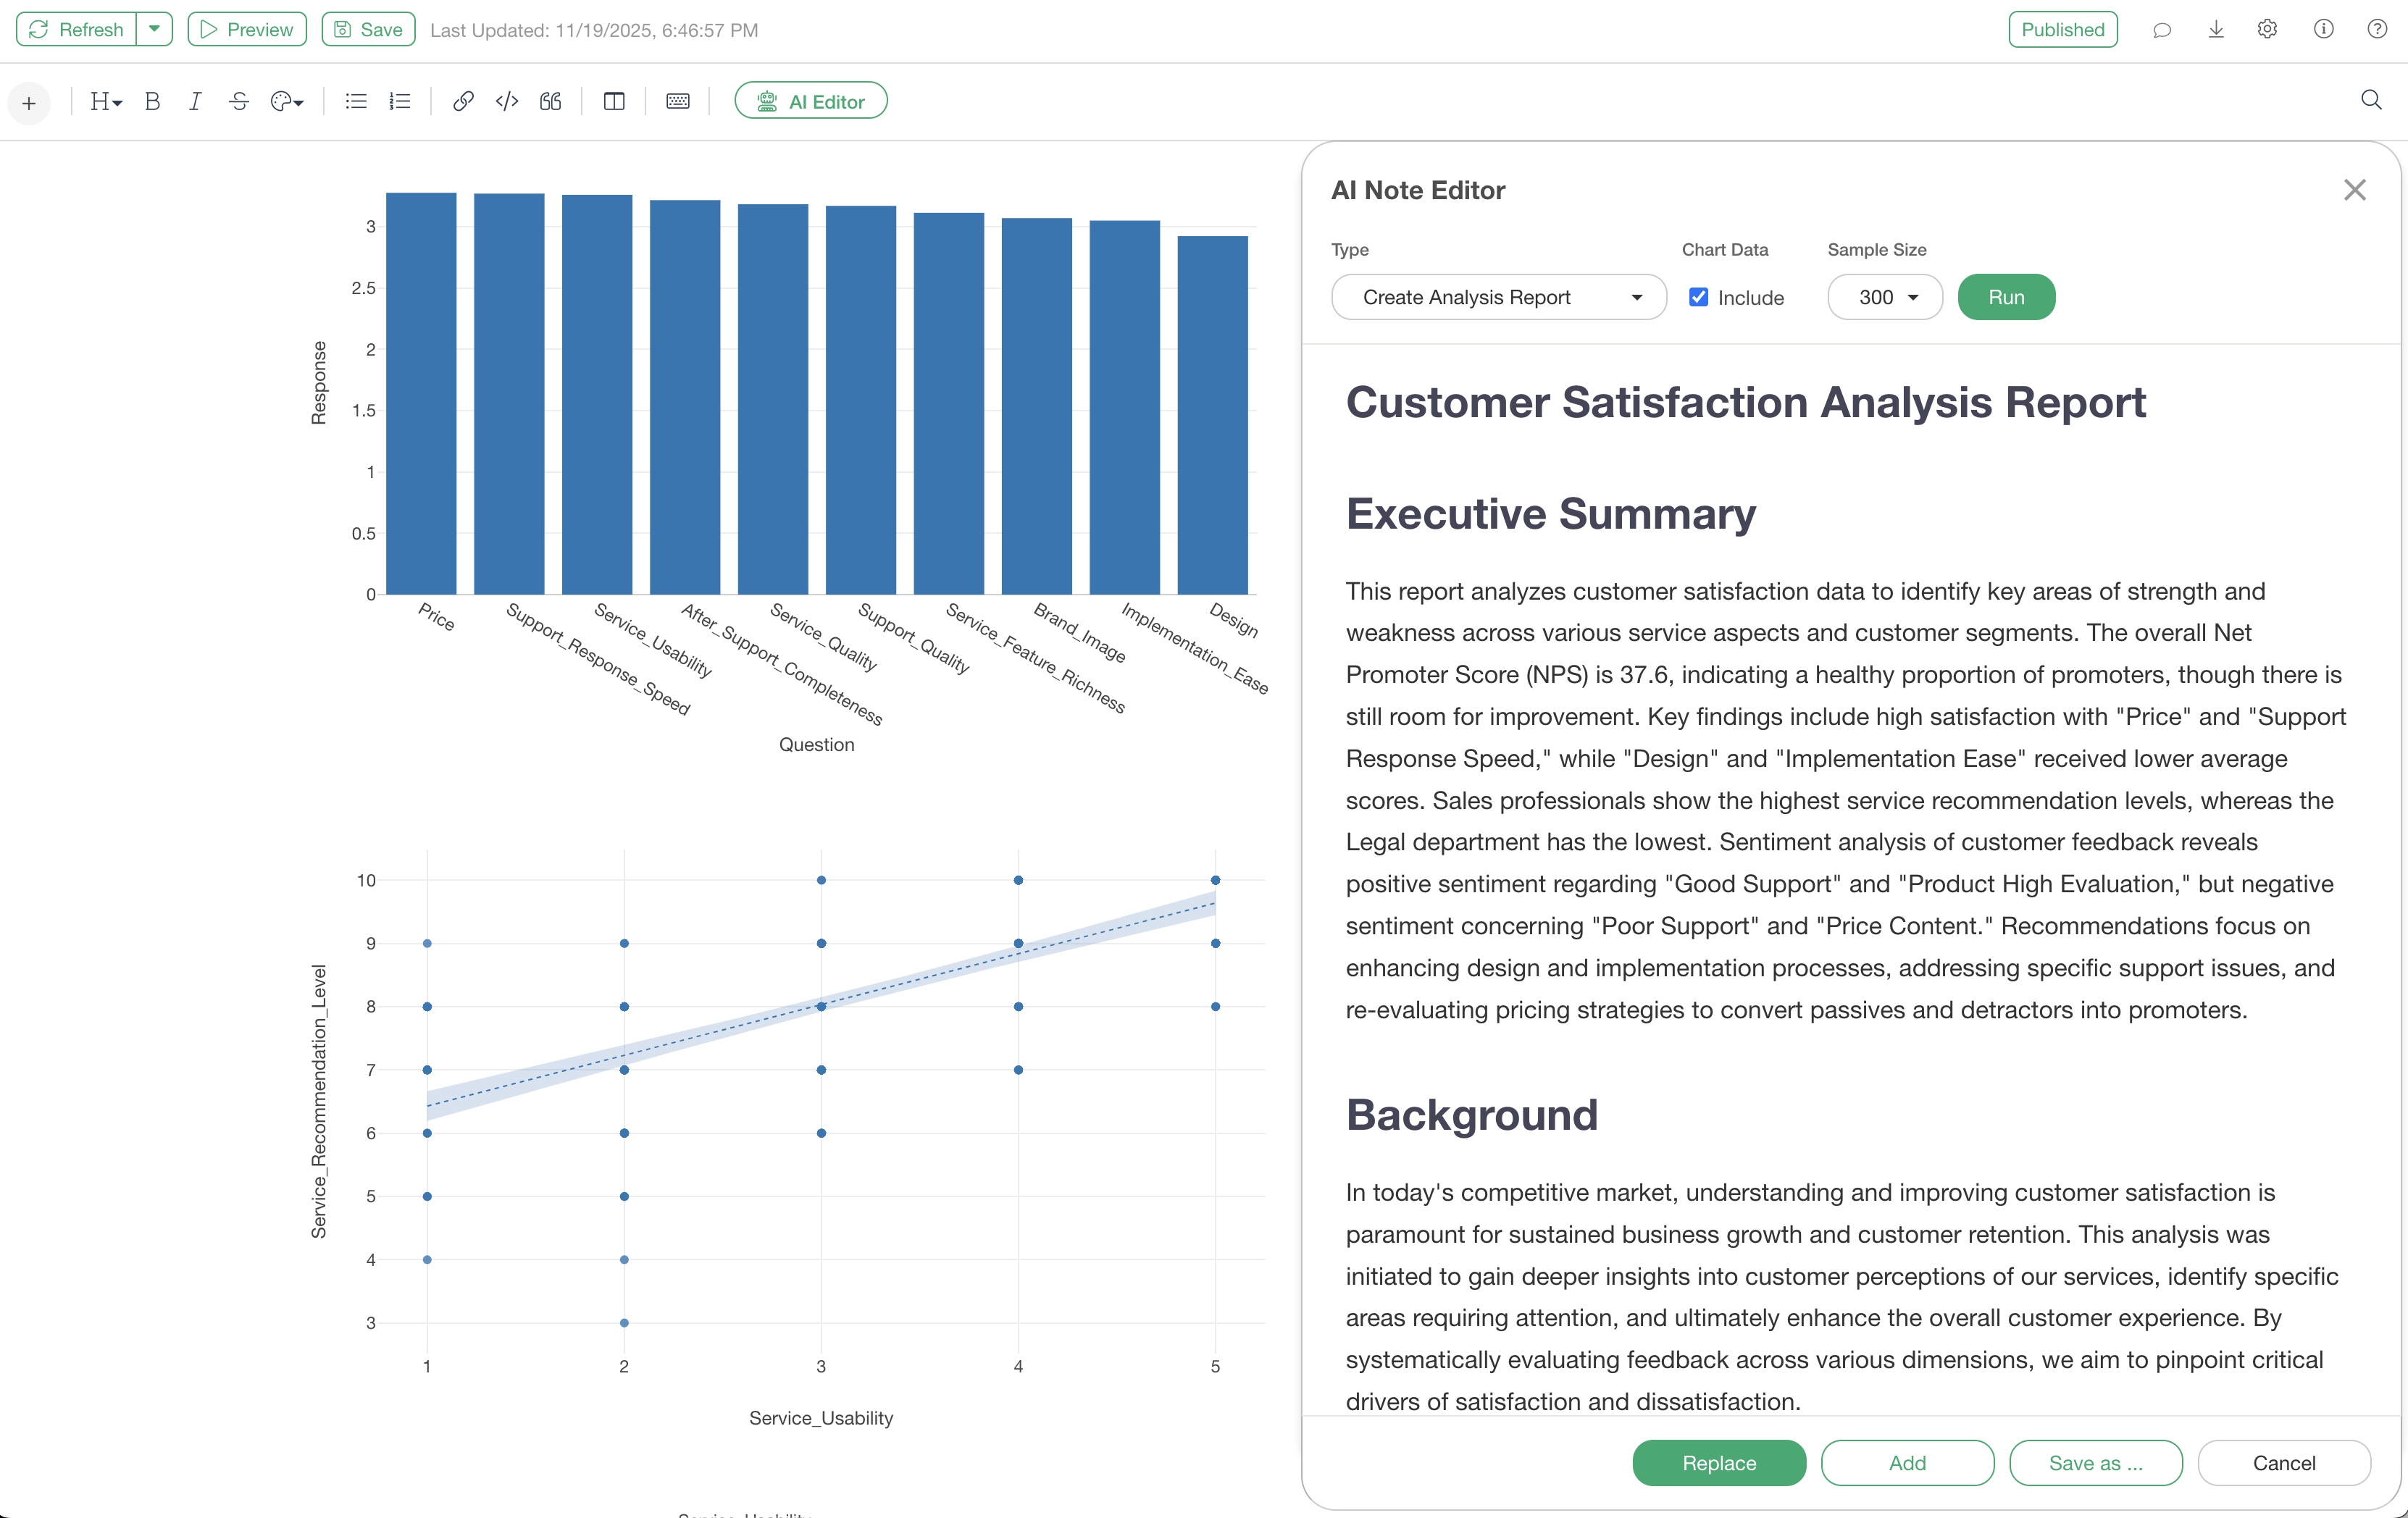 Refresh
Preview
Save
Last Updated: 11/19/2025, 6:46:57 PM
Published
H
B
I
S
AI Editor
3
2.5
2
1.5
1
0.5
0
Response
Price
Support_Response_Speed
Service_Usability
After_Support_Completeness
Service_Quality
Support_Quality
Service_Feature_Richness
Brand_Image
Implementation_Ease
Design
Question
10
9
8
7
6
5
4
3
Service_Recommendation_Level
1
2
3
4
5
Service_Usability
AI Note Editor
Type
Chart Data
Sample Size
Create Analysis Report
Include
300
Run
Customer Satisfaction Analysis Report
Executive Summary
This report analyzes customer satisfaction data to identify key areas of strength and
weakness across various service aspects and customer segments. The overall Net
Promoter Score (NPS) is 37.6, indicating a healthy proportion of promoters, though there is
still room for improvement. Key findings include high satisfaction with "Price" and "Support
Response Speed," while "Design" and "Implementation Ease" received lower average
scores. Sales professionals show the highest service recommendation levels, whereas the
Legal department has the lowest. Sentiment analysis of customer feedback reveals
positive sentiment regarding "Good Support" and "Product High Evaluation," but negative
sentiment concerning "Poor Support" and "Price Content." Recommendations focus on
enhancing design and implementation processes, addressing specific support issues, and
re-evaluating pricing strategies to convert passives and detractors into promoters.
Background
In today's competitive market, understanding and improving customer satisfaction is
paramount for sustained business growth and customer retention. This analysis was
initiated to gain deeper insights into customer perceptions of our services, identify specific
areas requiring attention, and ultimately enhance the overall customer experience. By
systematically evaluating feedback across various dimensions, we aim to pinpoint critical
drivers of satisfaction and dissatisfaction.
Replace
Add
Save as ...
Cancel